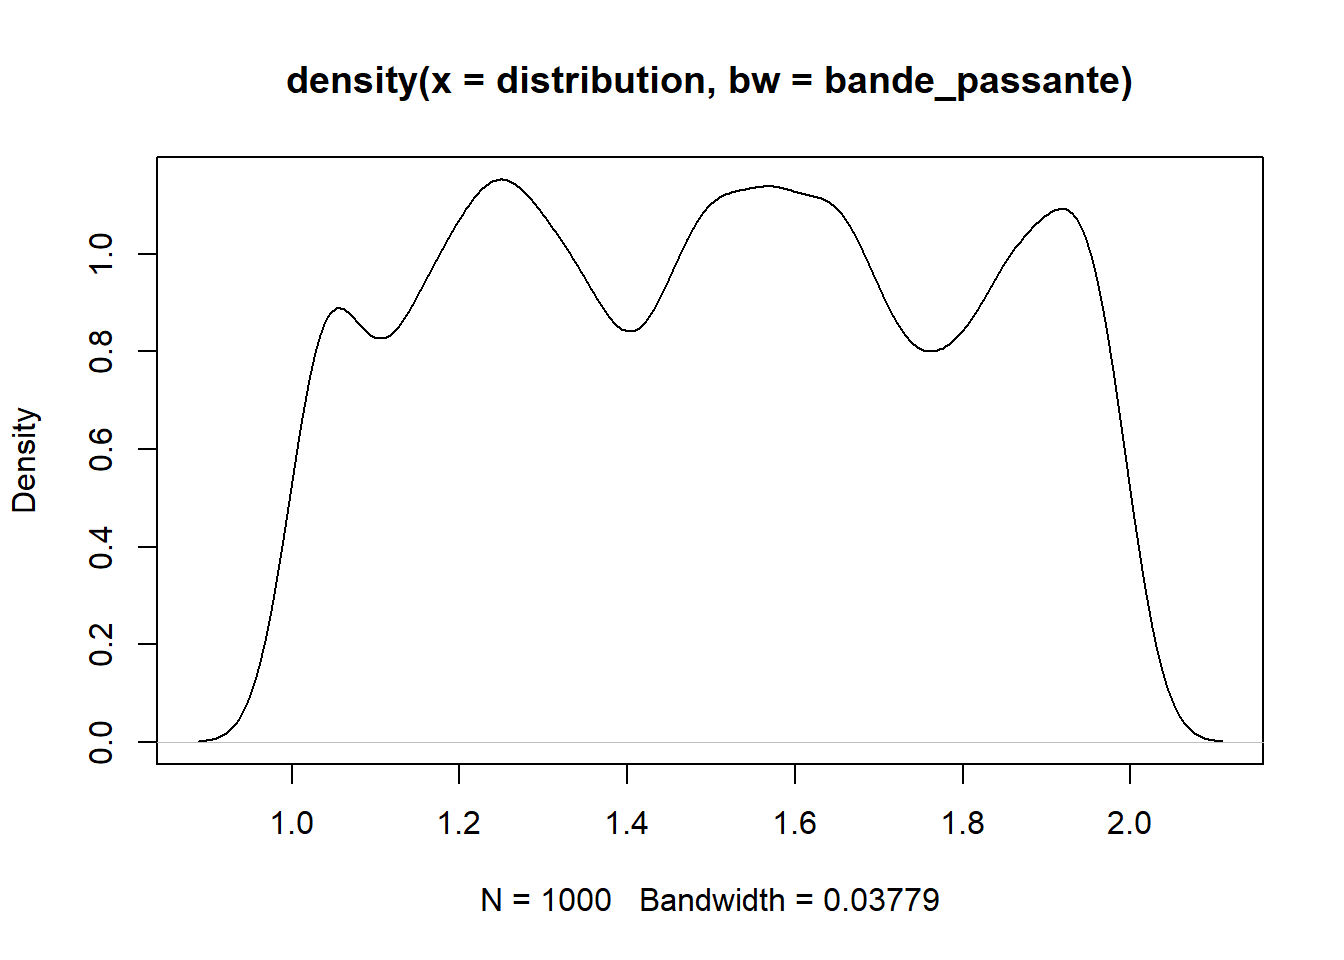 density(x = distribution, bw = bande_passante)
Density
1.0
0.8
0.6
0.4
0.2
0.0
1.0 1.2 1.4 1.6 1.8 2.0
N = 1000 Bandwidth = 0.03779